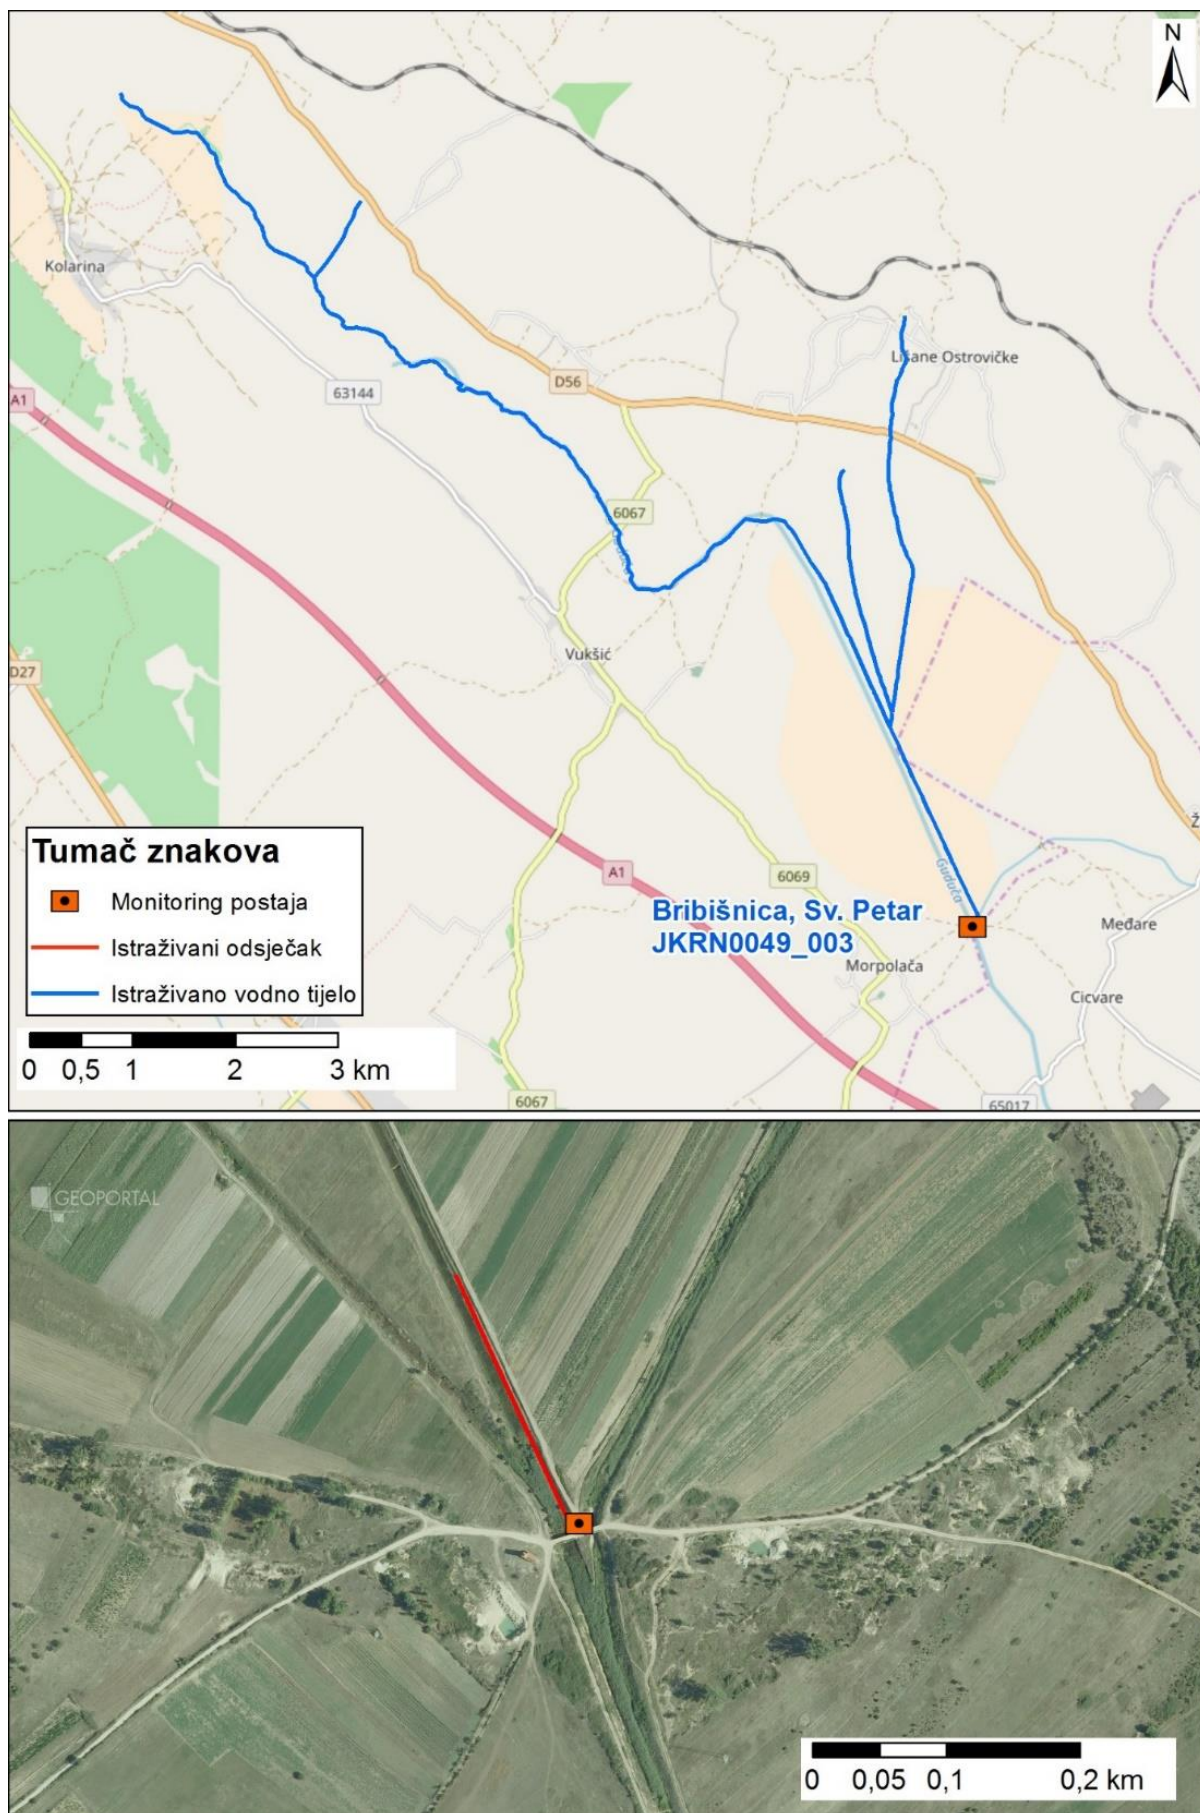 N
Kolarina
A1
63144
D56
Lišane Ostrovičke
6067
Guduča
Vukšić
D27
Tumač znakova
Monitoring postaja
Istraživani odsječak
Istraživano vodno tijelo
0 0,5 1 2 3 km
A1
6069
Guduča
Ž
Bribišnica, Sv. Petar
JKRN0049_003
Međare
Morpolača
Cicvare
6067
65017
GEOPORTAL
0 0,05 0,1 0,2 km